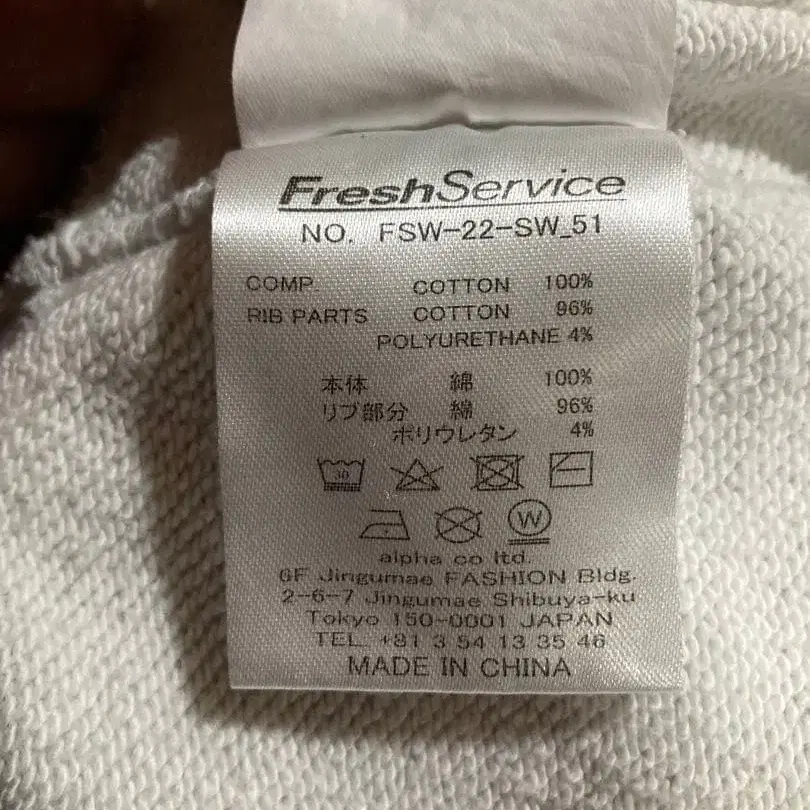 FreshService
NO. FSW-22-SW_51
COMP. COTTON 100%
RIB PARTS COTTON 96%
POLYURETHANE 4%
本体 綿 100%
リブ部分 綿 96%
ポリウレタン 4%
30
W
alpha co ltd.
6F Jingumae FASHION Bldg.
2-6-7 Jingumae Shibuya-ku
Tokyo 150-0001 JAPAN
TEL +81 3 54 13 35 46
MADE IN CHINA